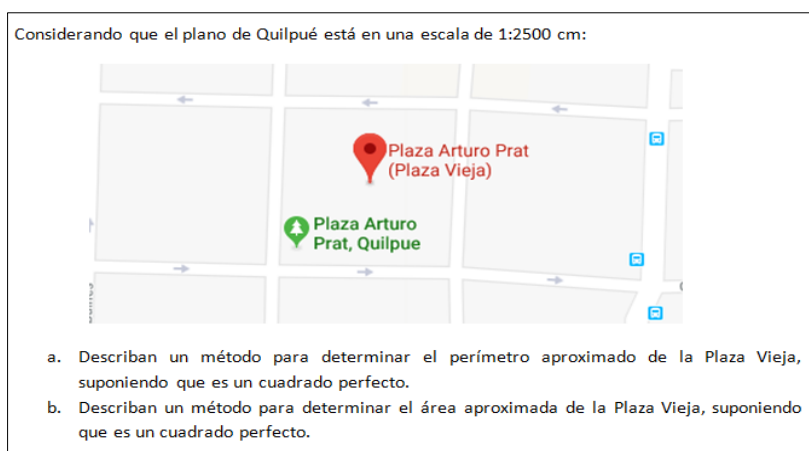 Considerando que el plano de Quilpué está en una escala de 1:2500 cm:
Plaza Arturo Prat
(Plaza Vieja)
Plaza Arturo
Prat, Quilpue
a. Describan un método para determinar el perímetro aproximado de la Plaza Vieja,
suponiendo que es un cuadrado perfecto.
b. Describan un método para determinar el área aproximada de la Plaza Vieja, suponiendo
que es un cuadrado perfecto.